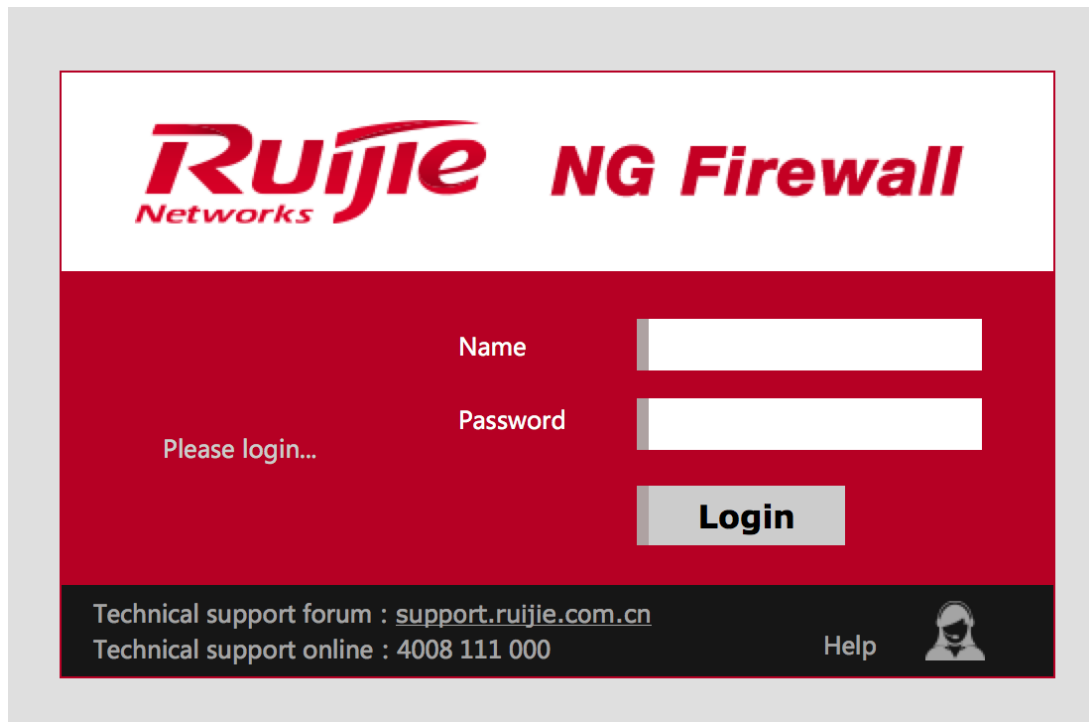 Ruijie NG Firewall
Networks
Name
Password
Please login...
Login
Technical support forum : support.ruijie.com.cn
Technical support online : 4008 111 000
Help